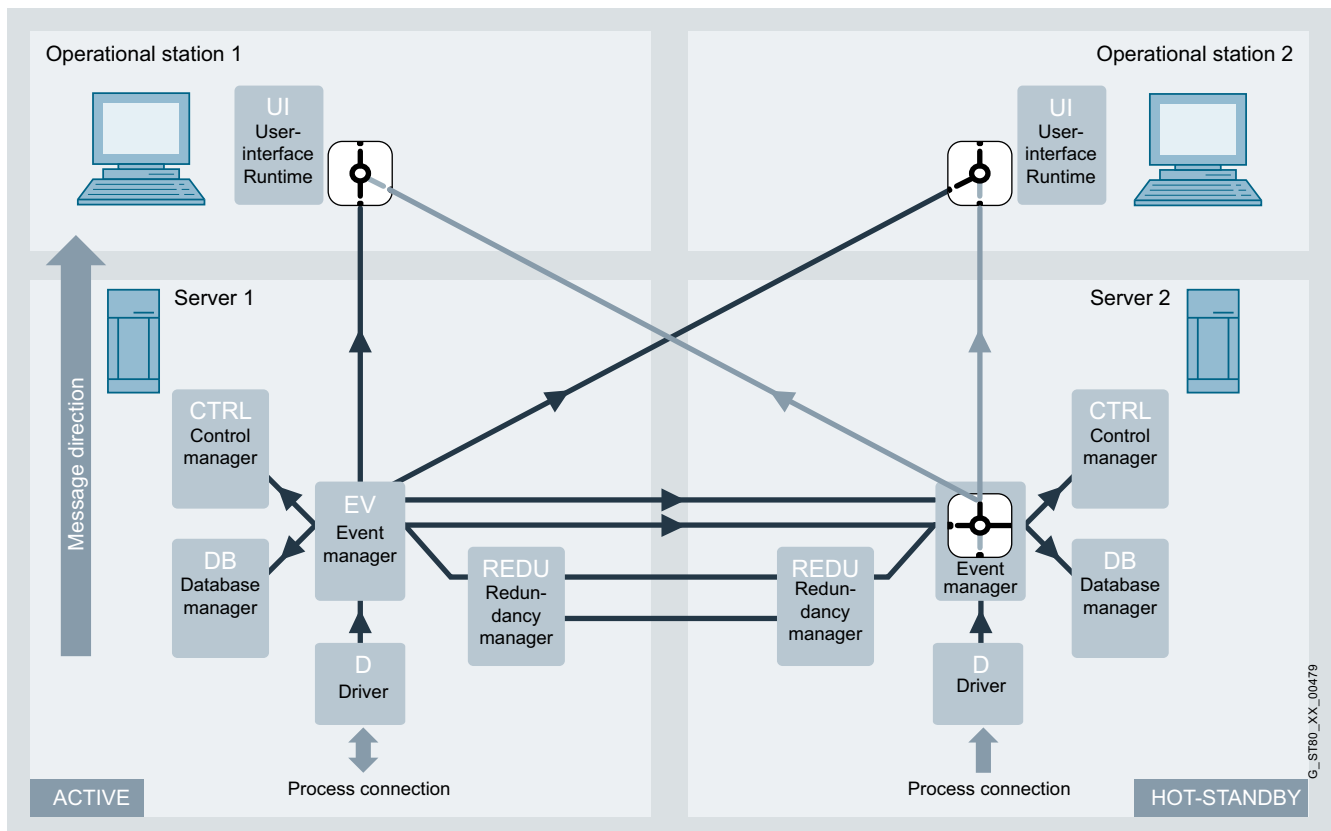 Operational station 1
UI
User-
interface
Runtime
Operational station 2
UI
User-
interface
Runtime
Message direction
Server 1
CTRL
Control
manager
DB
Database
manager
EV
Event
manager
REDU
Redun-
dancy
manager
D
Driver
Process connection
ACTIVE
Server 2
REDU
Redun-
dancy
manager
Event
manager
CTRL
Control
manager
DB
Database
manager
D
Driver
Process connection
HOT-STANDBY
G_ST80_XX_00479